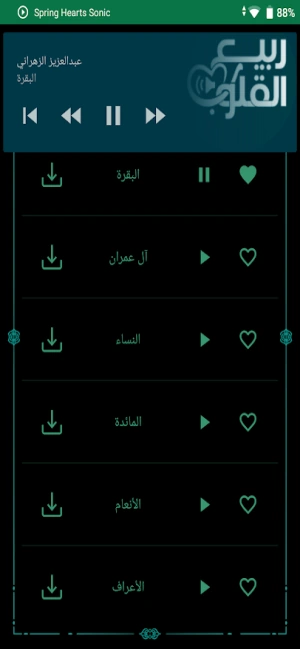 Spring Hearts Sonic
88%
عبدالعزيز الزهراني
البقرة
ربيع
القلوب
البقرة
آل عمران
النساء
المائدة
الأنعام
الأعراف